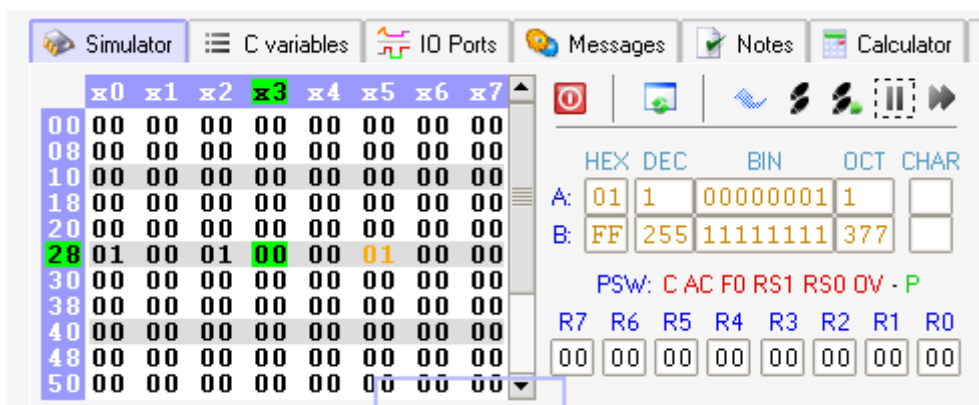 Simulator C variables IO Ports Messages Notes Calculator
x0 x1 x2 x3 x4 x5 x6 x7
00 00 00 00 00 00 00 00 00
08 00 00 00 00 00 00 00 00
10 00 00 00 00 00 00 00 00
18 00 00 00 00 00 00 00 00
20 00 00 00 00 00 00 00 00
28 01 00 01 00 00 01 00 00
30 00 00 00 00 00 00 00 00
38 00 00 00 00 00 00 00 00
40 00 00 00 00 00 00 00 00
48 00 00 00 00 00 00 00 00
50 00 00 00 00 00 00 00 00
HEX DEC BIN OCT CHAR
A: 01 1 00000001 1
B: FF 255 11111111 377
PSW: C AC F0 RS1 RS0 OV - P
R7 R6 R5 R4 R3 R2 R1 R0
00 00 00 00 00 00 00 00